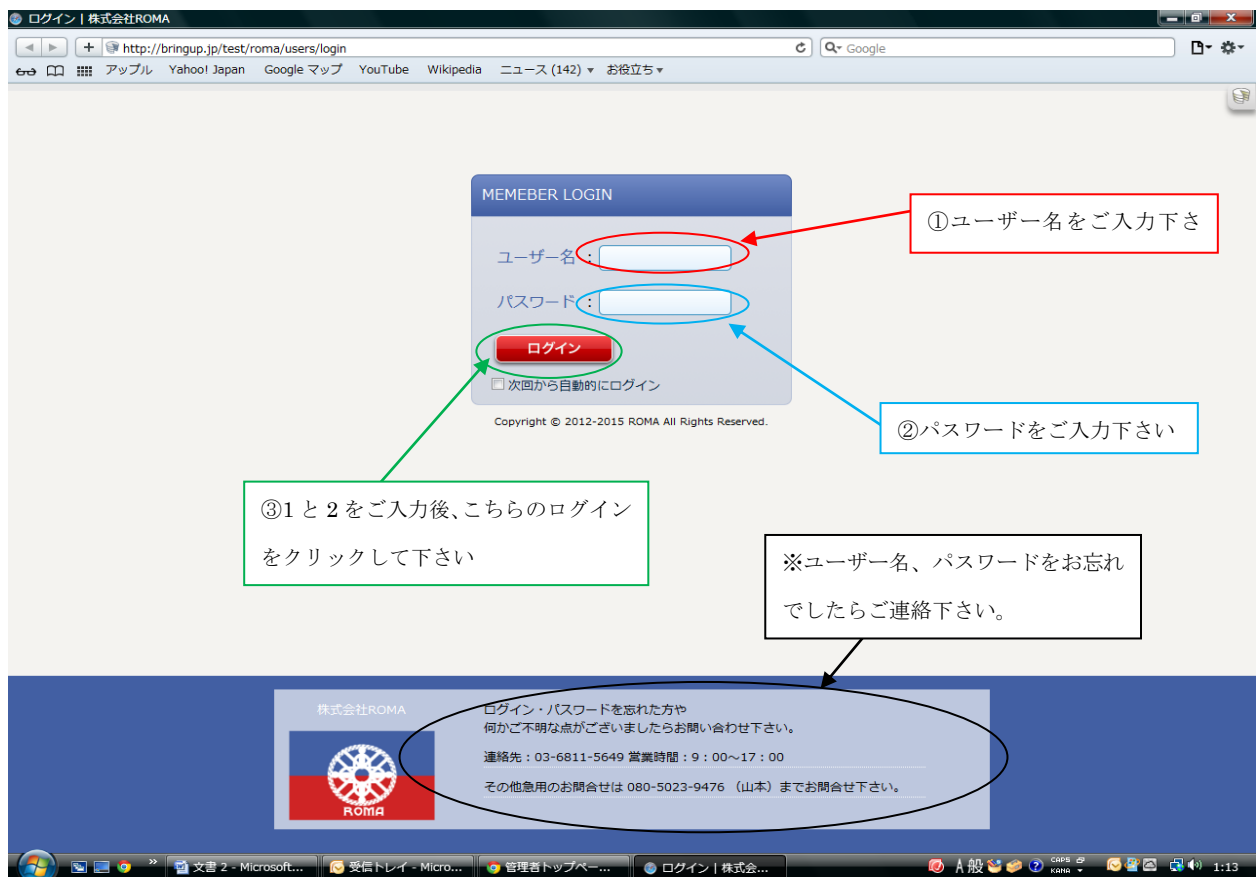 ログイン | 株式会社ROMA
http://bringup.jp/test/roma/users/login
Google
アップル Yahoo! Japan Google マップ YouTube Wikipedia ニュース (142) お役立ち
MEMEBER LOGIN
①ユーザー名をご入力下さ
ユーザー名 :
パスワード :
ログイン
次回から自動的にログイン
Copyright © 2012-2015 ROMA All Rights Reserved.
②パスワードをご入力下さい
③1 と 2 をご入力後、こちらのログイン
をクリックして下さい
※ユーザー名、パスワードをお忘れ
でしたらご連絡下さい。
株式会社ROMA
ROMA
ログイン・パスワードを忘れた方や
何かご不明な点がございましたらお問い合わせ下さい。
連絡先：03-6811-5649 営業時間：9：00～17：00
その他急用のお問合せは 080-5023-9476 （山本）までお問合せ下さい。
文書 2 - Microsoft... 受信トレイ - Micro... 管理者トップペー... ログイン | 株式会... A 般 CAPS KANA 1:13